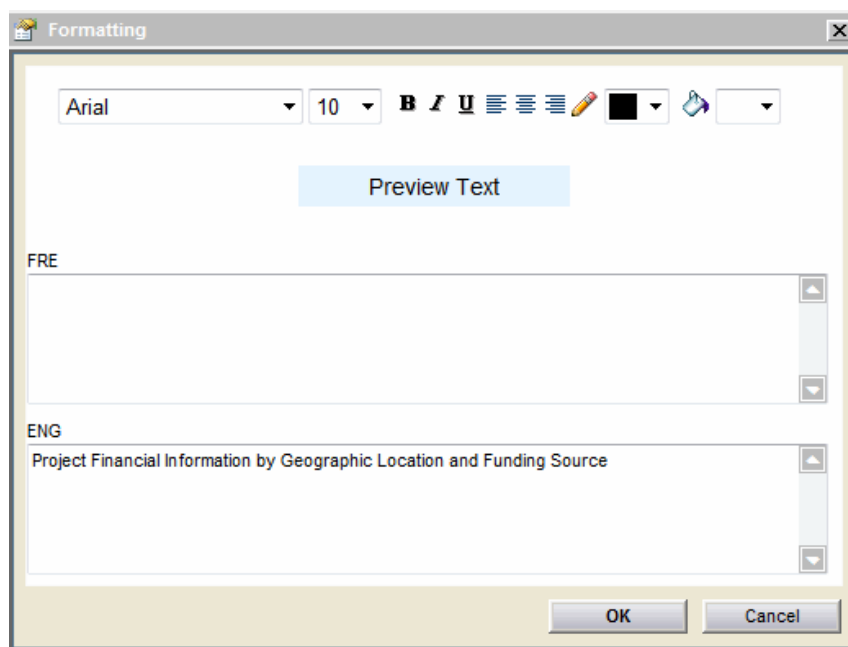 Formatting
Arial 10 B I U
Preview Text
FRE
ENG
Project Financial Information by Geographic Location and Funding Source
OK Cancel